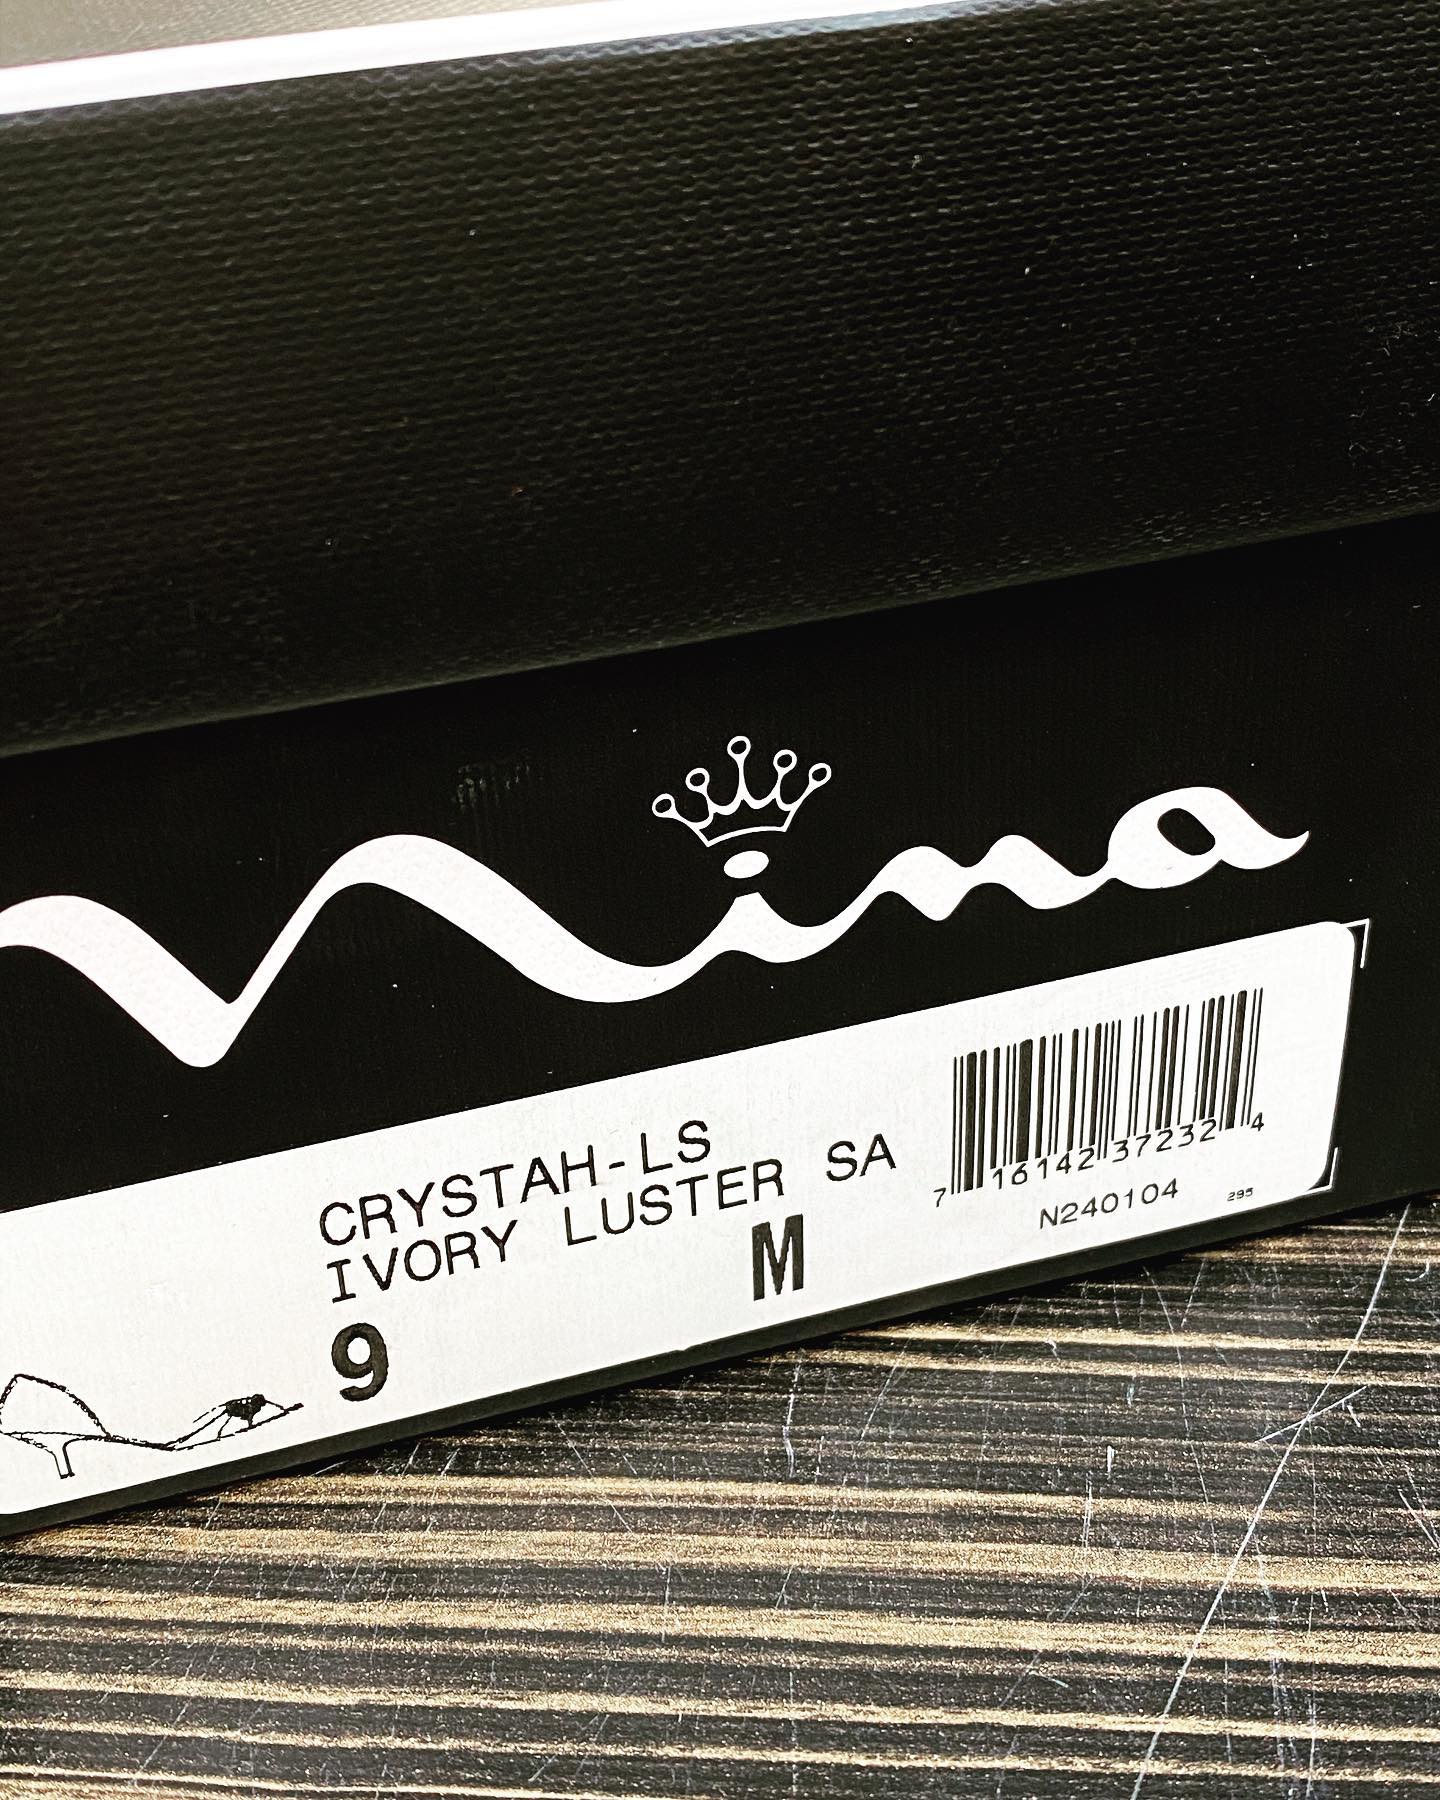 Nina
CRYSTAH-LS
IVORY LUSTER SA
9 M
7 16142 37232 4
N240104 295